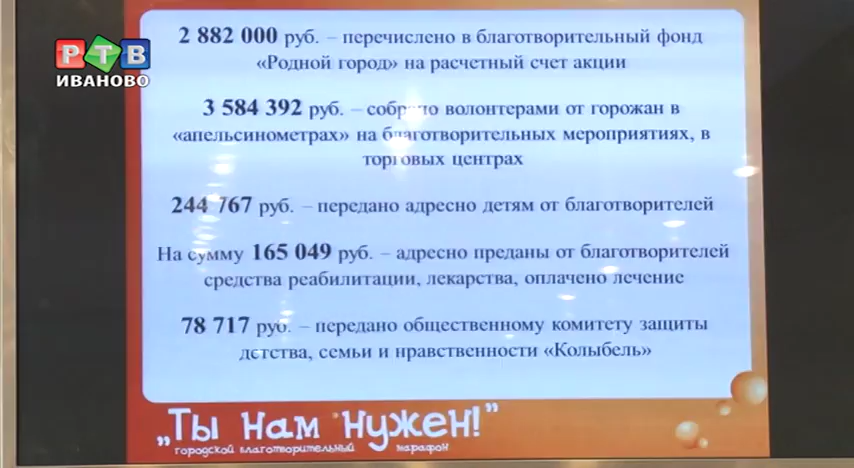 РТВ
ИВАНОВО
2 882 000 руб. – перечислено в благотворительный фонд
«Родной город» на расчетный счет акции
3 584 392 руб. – собрано волонтерами от горожан в
«апельсинометрах» на благотворительных мероприятиях, в
торговых центрах
244 767 руб. – передано адресно детям от благотворителей
На сумму 165 049 руб. – адресно преданы от благотворителей
средства реабилитации, лекарства, оплачено лечение
78 717 руб. – передано общественному комитету защиты
детства, семьи и нравственности «Колыбель»
„Ты нам нужен!”
городской благотворительный марафон